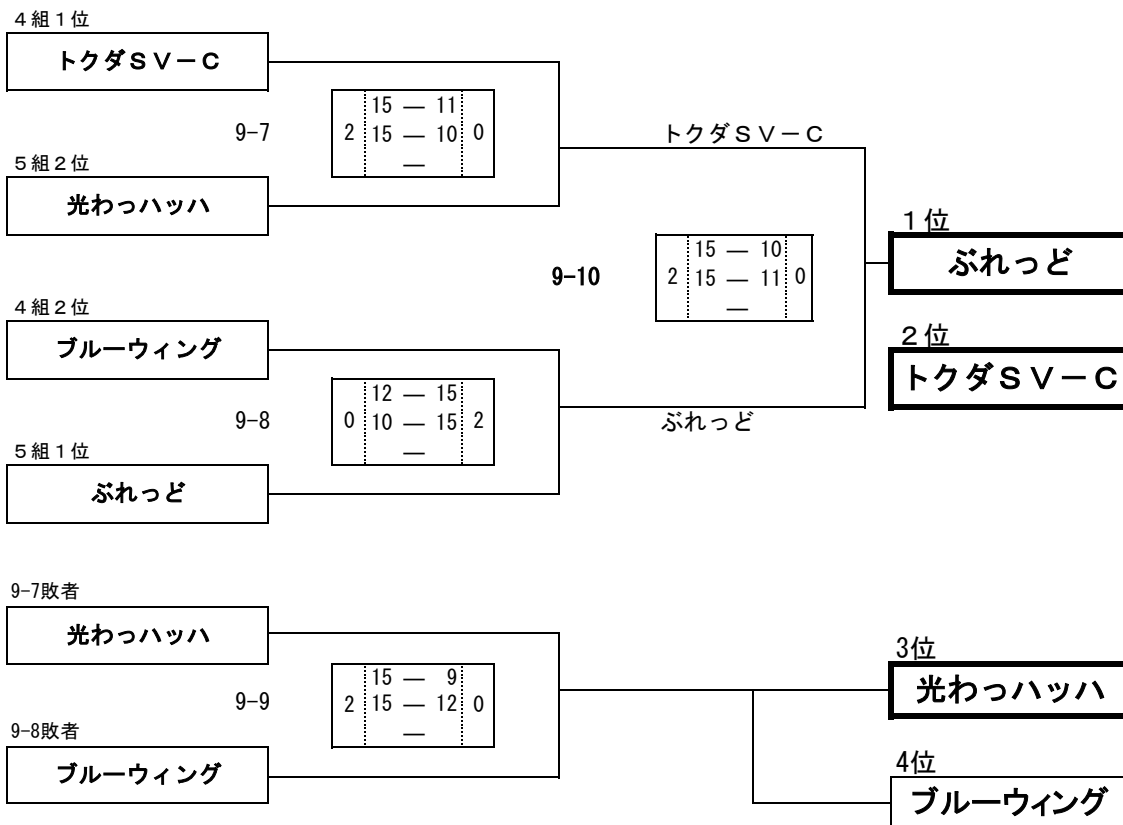 4組1位
トクダSV-C
9-7
2 15 — 11 0
15 — 10
—
5組2位
光わっハッハ
トクダSV-C
9-10
2 15 — 10 0
15 — 11
—
1位
ぶれっど
2位
トクダSV-C
4組2位
ブルーウィング
9-8
0 12 — 15 2
10 — 15
—
ぶれっど
5組1位
ぶれっど
9-7敗者
光わっハッハ
9-9
2 15 — 9 0
15 — 12
—
9-8敗者
ブルーウィング
3位
光わっハッハ
4位
ブルーウィング